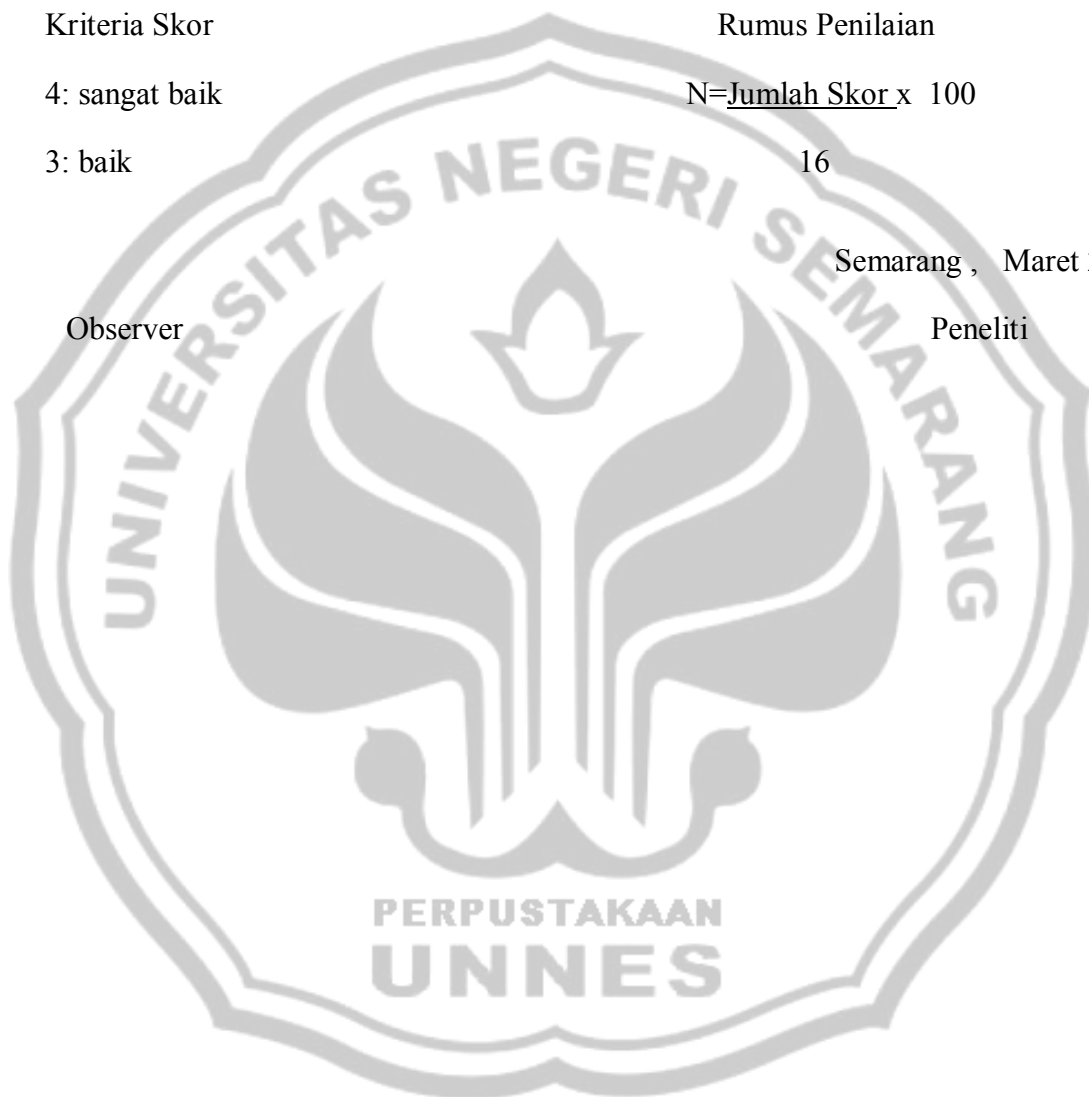 Kriteria Skor Rumus Penilaian
4: sangat baik N=Jumlah Skor x 100
3: baik 16
Semarang , Maret
Observer Peneliti
UNIVERSITAS NEGERI SEMARANG
PERPUSTAKAAN
UNNES